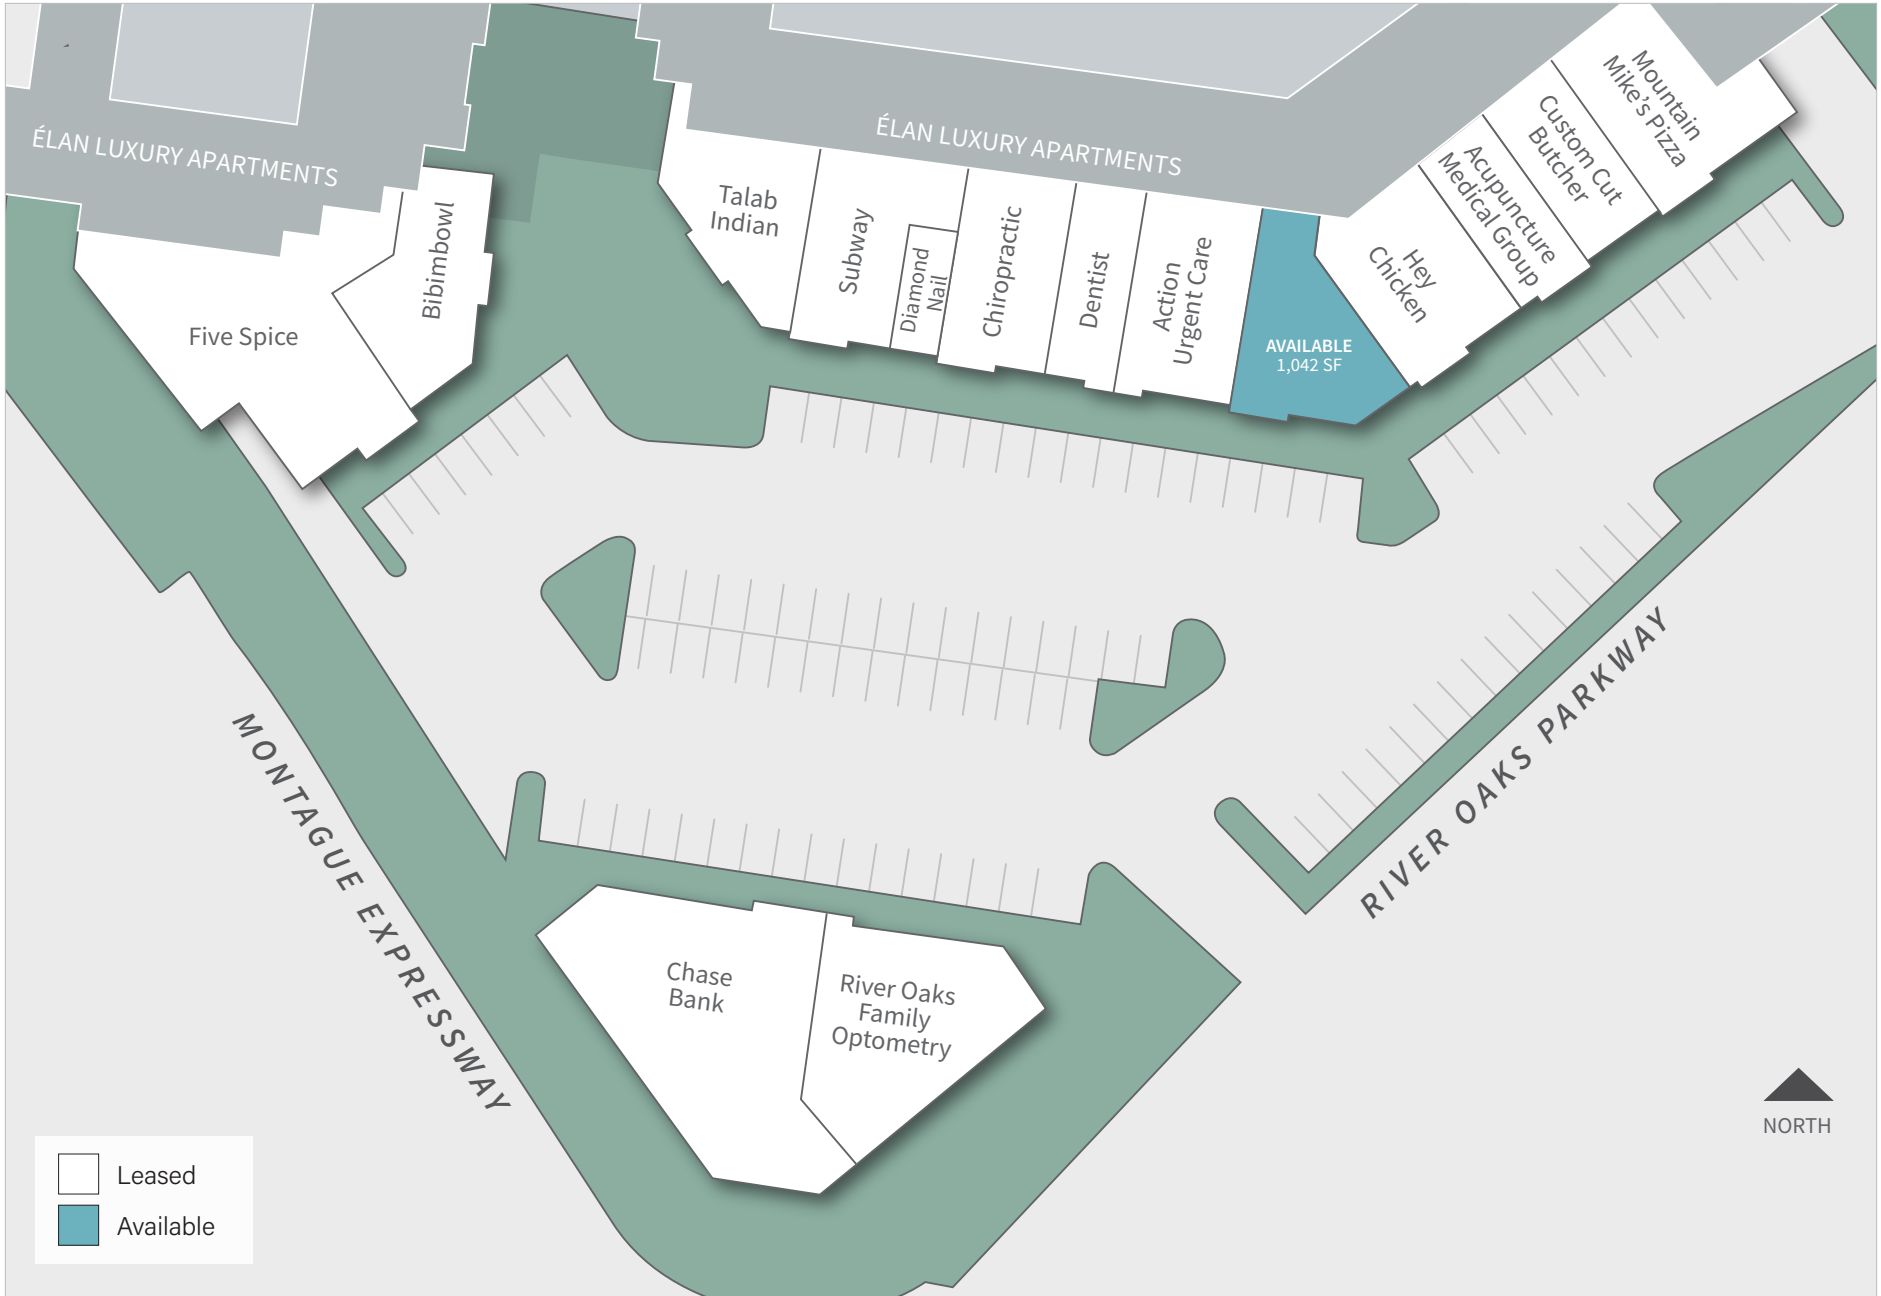 ÉLAN LUXURY APARTMENTS
ÉLAN LUXURY APARTMENTS
Five Spice
Bibimbowl
Talab
Indian
Subway
Diamond
Nail
Chiropractic
Dentist
Action
Urgent Care
AVAILABLE
1,042 SF
Hey
Chicken
Acupuncture
Medical Group
Custom Cut
Butcher
Mountain
Mike's Pizza
MONTAGUE EXPRESSWAY
RIVER OAKS PARKWAY
Chase
Bank
River Oaks
Family
Optometry
NORTH
Leased
Available